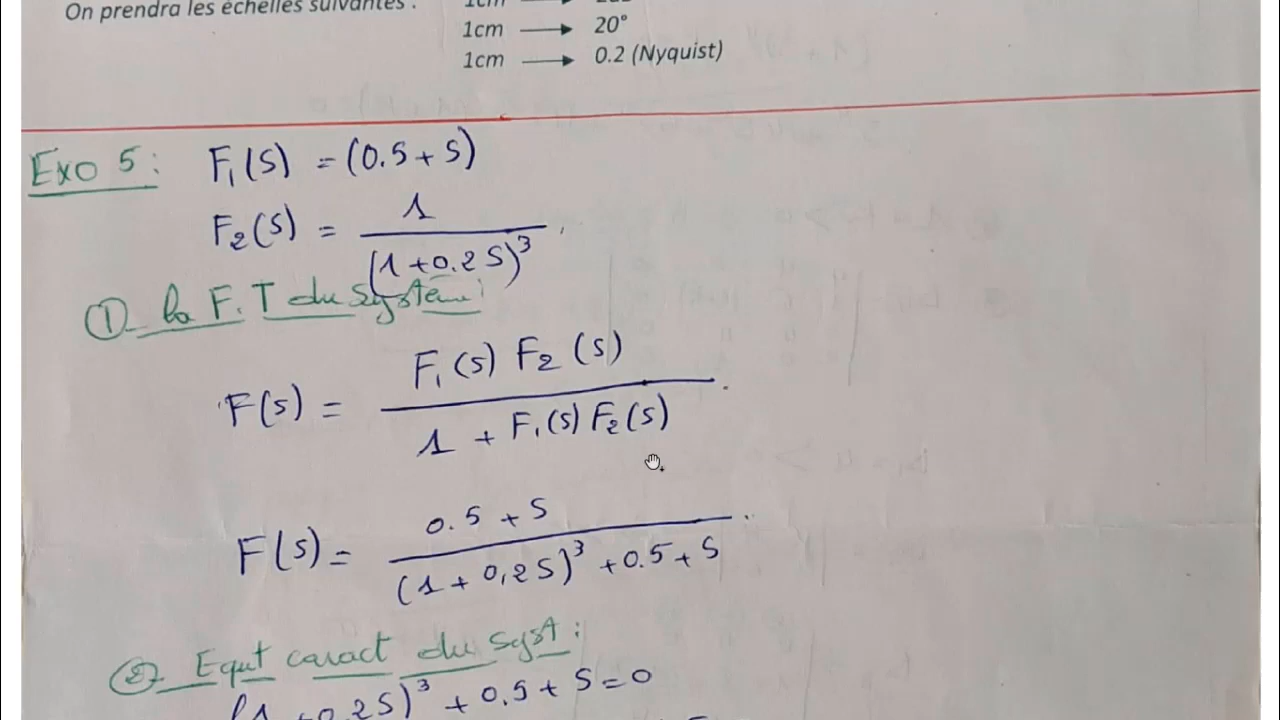 On prendra les échelles suivantes :
1cm → 20°
1cm → 0.2 (Nyquist)
Exo 5 : F₁(S) = (0.5 + S)
F₂(S) = 1 / (1 + 0.2 S)³
① la F.T du Système :
F(s) = F₁(s) F₂(s) / 1 + F₁(s) F₂(s)
F(s) = 0.5 + S / (1 + 0,2 S)³ + 0.5 + S
② Equt caract du Syst :
(1 + 0,2S)³ + 0,5 + S = 0